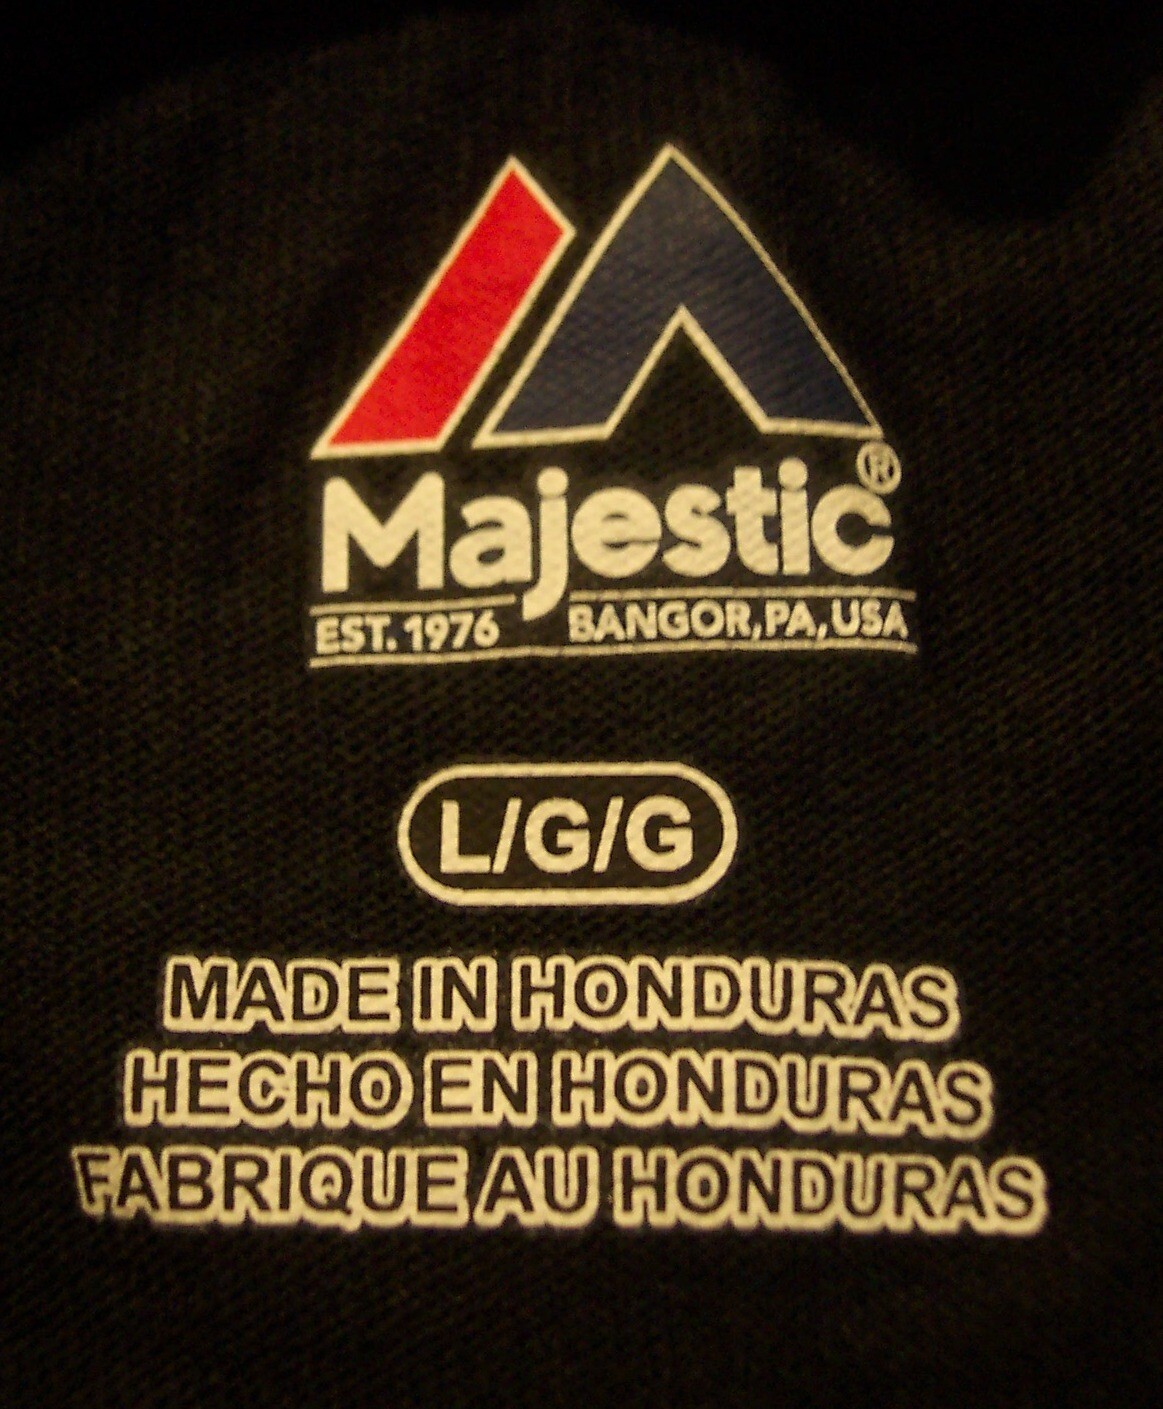 Majestic®
EST. 1976 BANGOR, PA, USA
L/G/G
MADE IN HONDURAS
HECHO EN HONDURAS
FABRIQUE AU HONDURAS